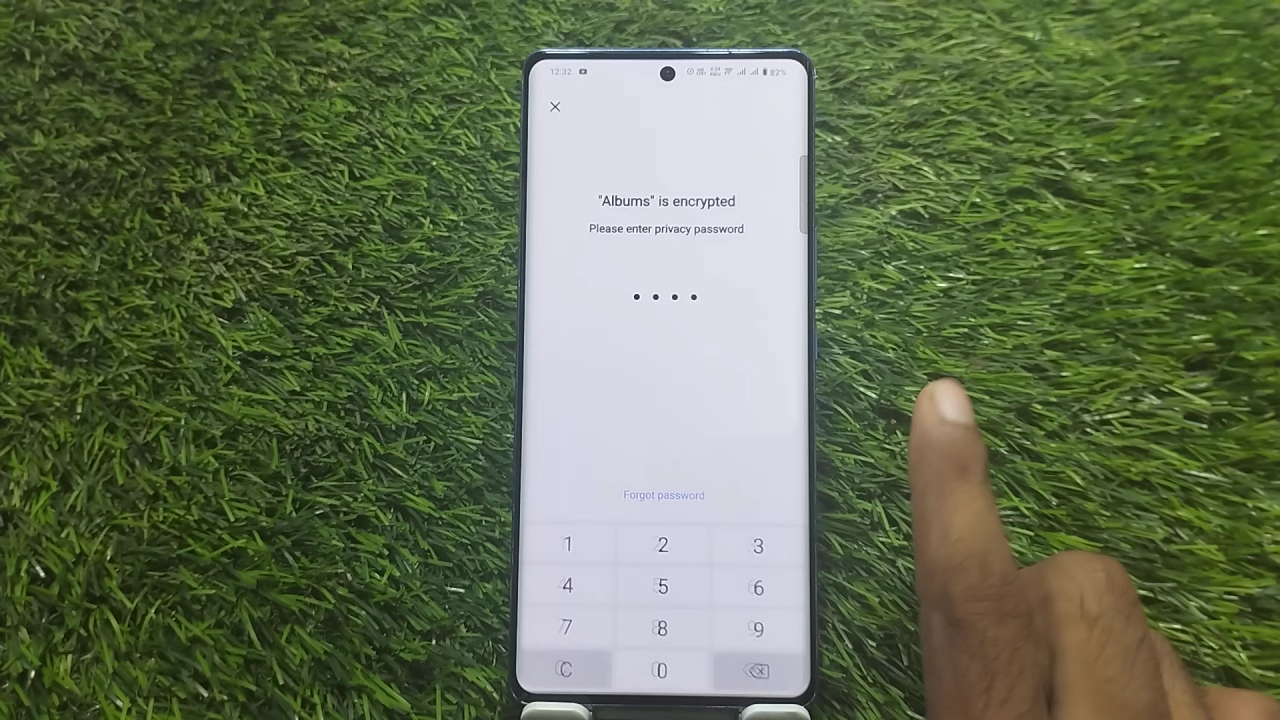 12:32 82%
"Albums" is encrypted
Please enter privacy password
Forgot password
1 2 3
4 5 6
7 8 9
C 0